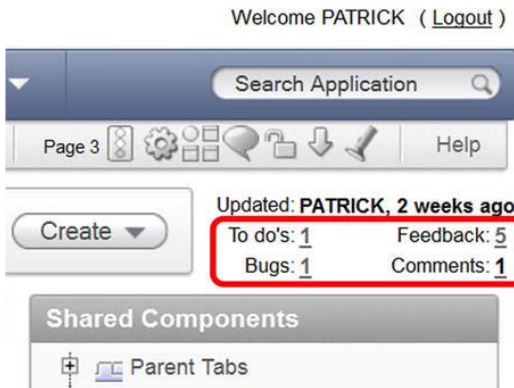 Welcome PATRICK ( Logout )
Search Application
Page 3 Help
Updated: PATRICK, 2 weeks ago
Create To do's: 1 Feedback: 5
Bugs: 1 Comments: 1
Shared Components
Parent Tabs